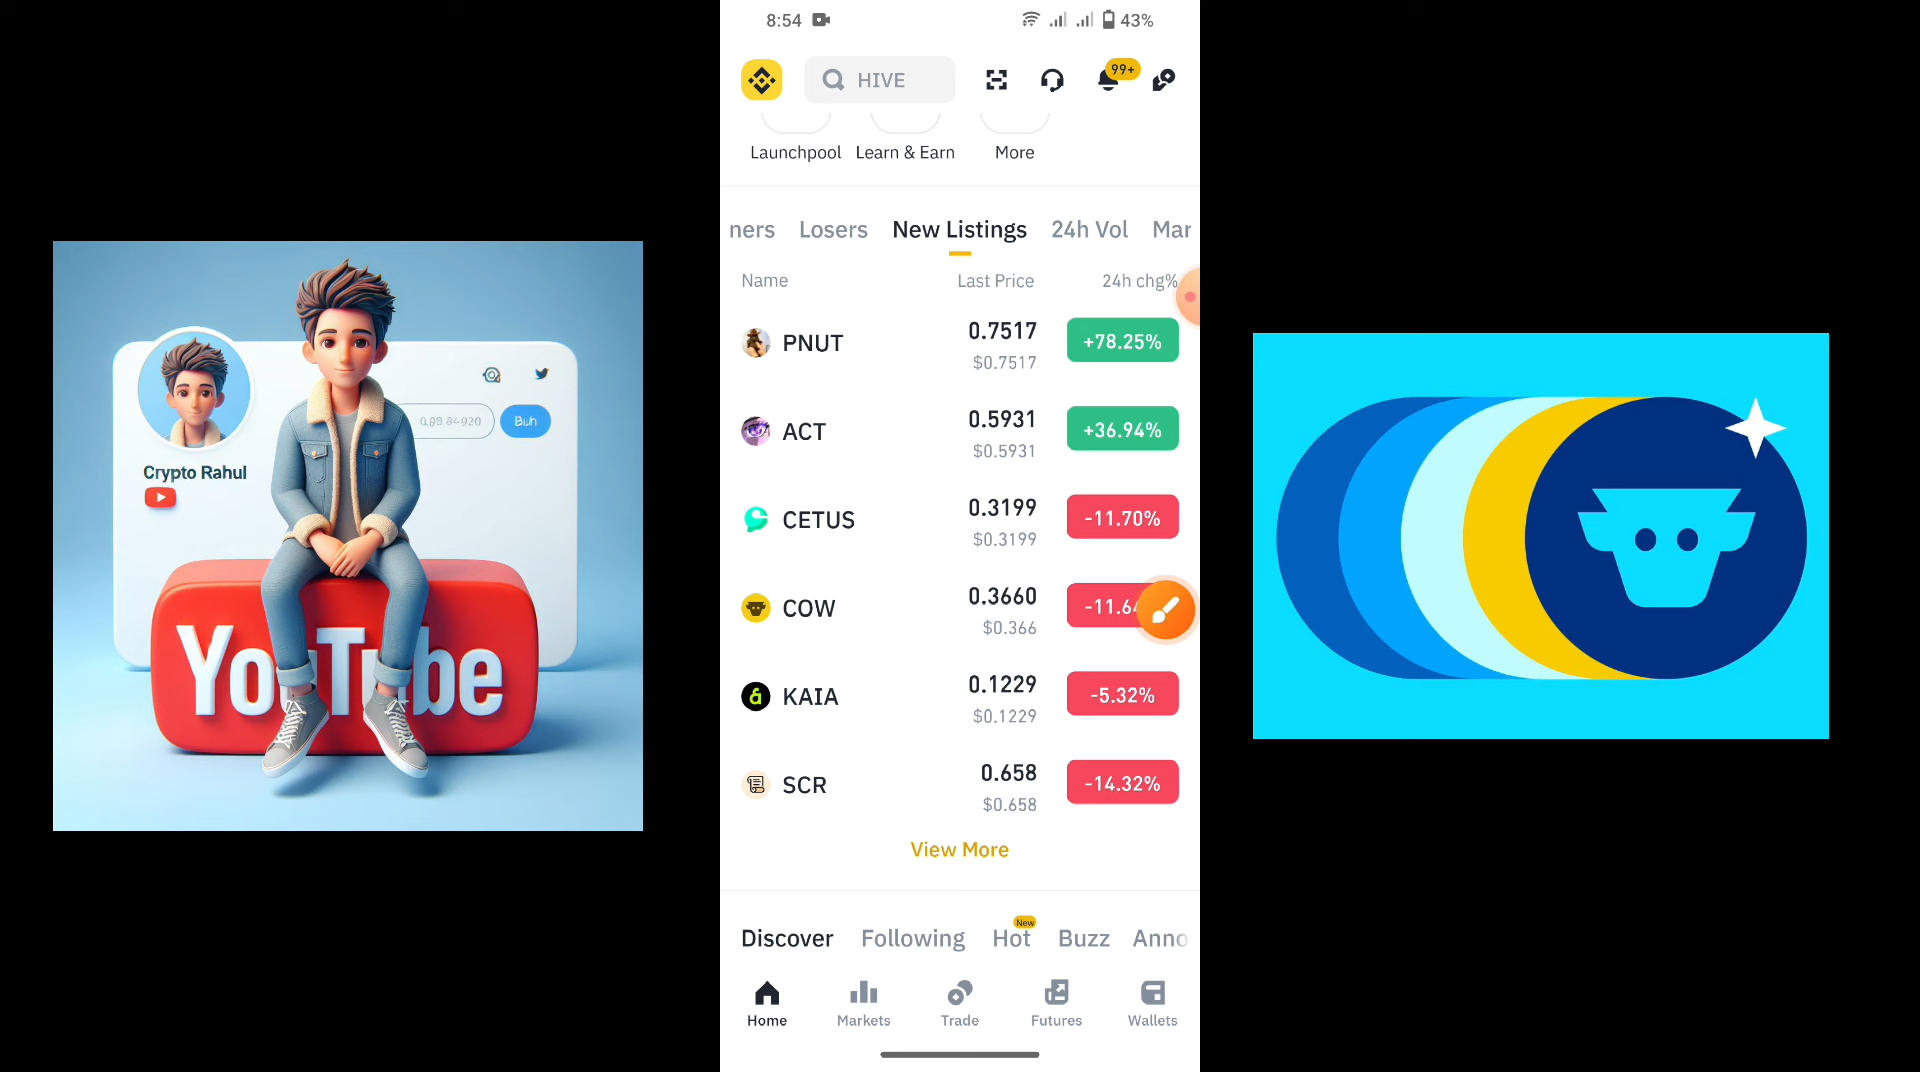 8:54
43%
HIVE
99+
Launchpool Learn & Earn More
ners Losers New Listings 24h Vol Mar
Name Last Price 24h chg%
PNUT 0.7517 +78.25%
$0.7517
ACT 0.5931 +36.94%
$0.5931
CETUS 0.3199 -11.70%
$0.3199
COW 0.3660 -11.64
$0.366
KAIA 0.1229 -5.32%
$0.1229
SCR 0.658 -14.32%
$0.658
View More
New
Discover Following Hot Buzz Anno
Home Markets Trade Futures Wallets
Buh
Crypto Rahul
YouTube